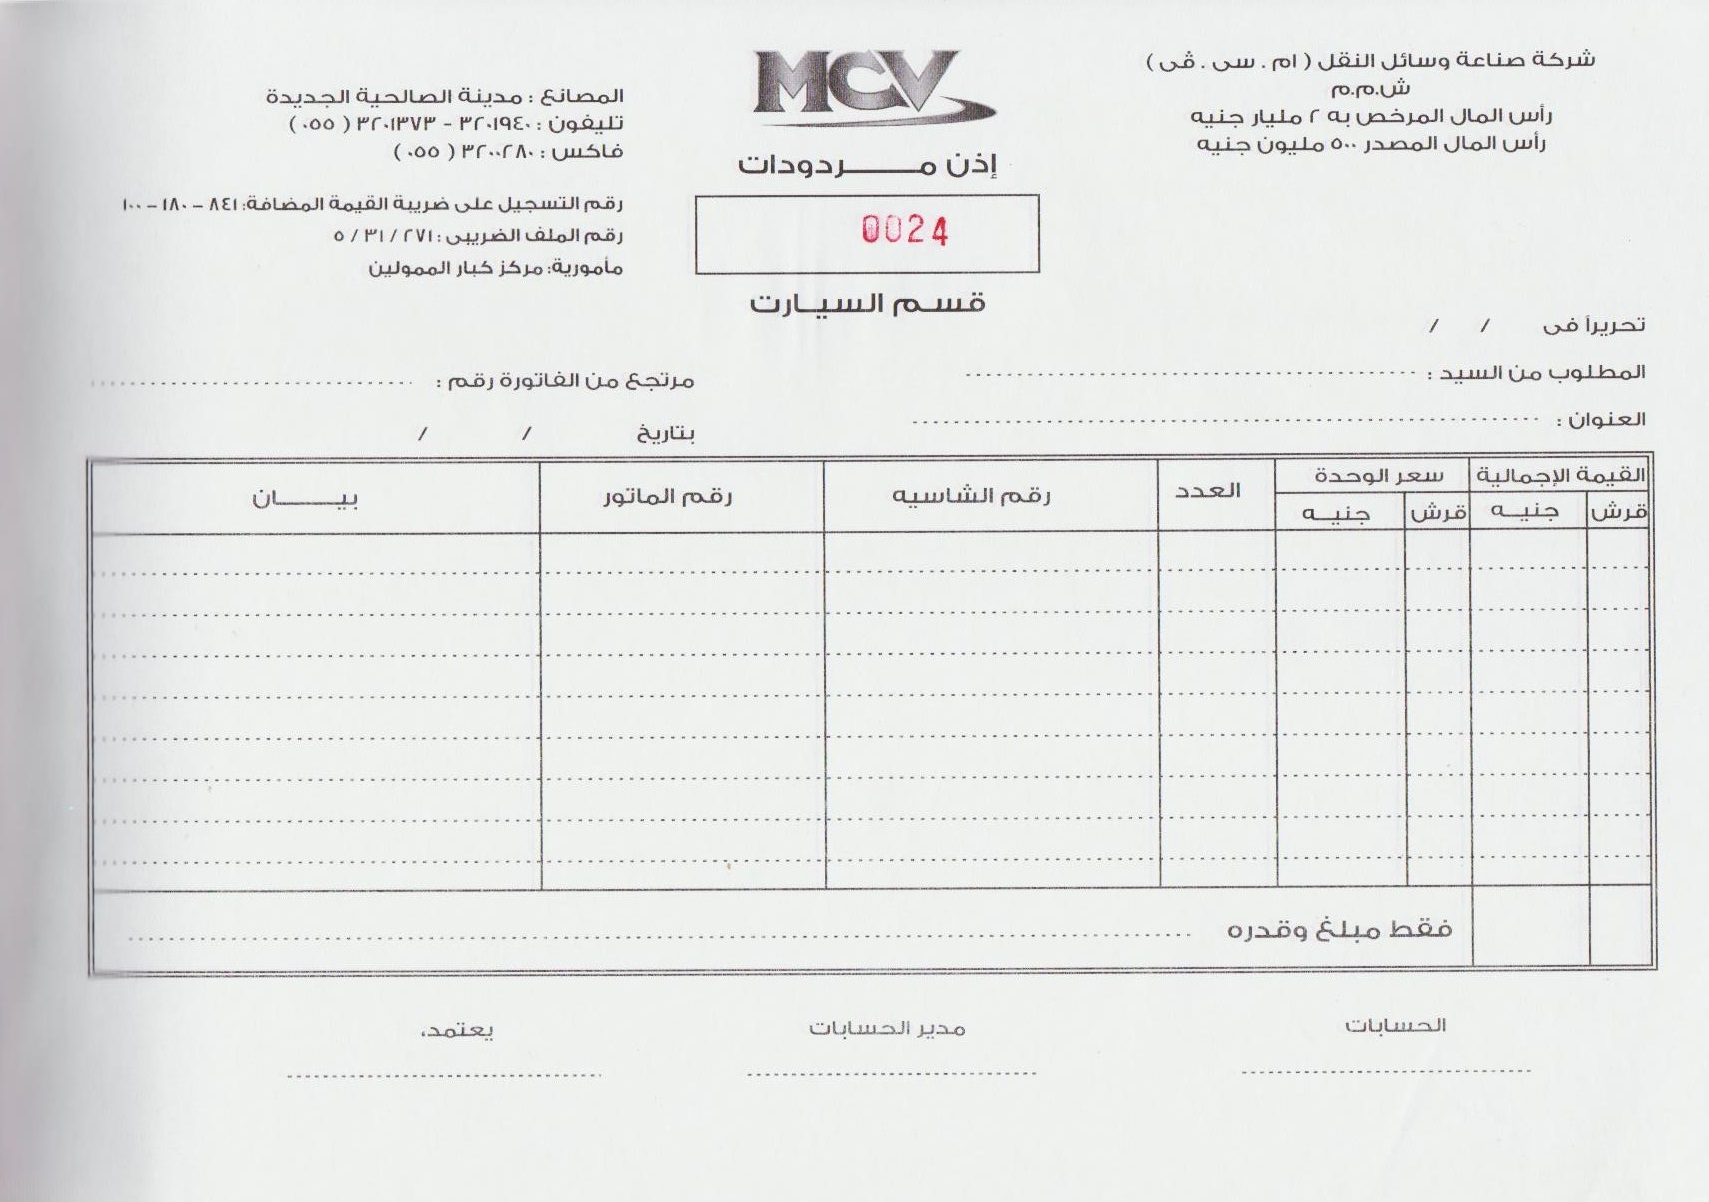 شركة صناعة وسائل النقل ( ام . سى . ڤى )
ش.م.م
رأس المال المرخص به ٢ مليار جنيه
رأس المال المصدر ٥٠٠ مليون جنيه
MCV
إذن مـــــردودات
0024
قسـم السيـارت
المصانع : مدينة الصالحية الجديدة
تليفون : ٣٢٠١٩٤٠ - ٣٢٠١٣٧٣ ( ٠٥٥ )
فاكس : ٣٢٠٠٢٨٠ ( ٠٥٥ )
رقم التسجيل على ضريبة القيمة المضافة: ٨٤١ – ١٨٠ – ١٠٠
رقم الملف الضريبى: ٢٧١ / ٣١ / ٥
مأمورية: مركز كبار الممولين
تحريراً فى / /
المطلوب من السيد :
العنوان :
مرتجع من الفاتورة رقم :
بتاريخ / /
القيمة الإجمالية سعر الوحدة العدد رقم الشاسيه رقم الماتور بيـــــان
قرش جنيـه قرش جنيـه
فقط مبلغ وقدره
الحسابات مدير الحسابات يعتمد،